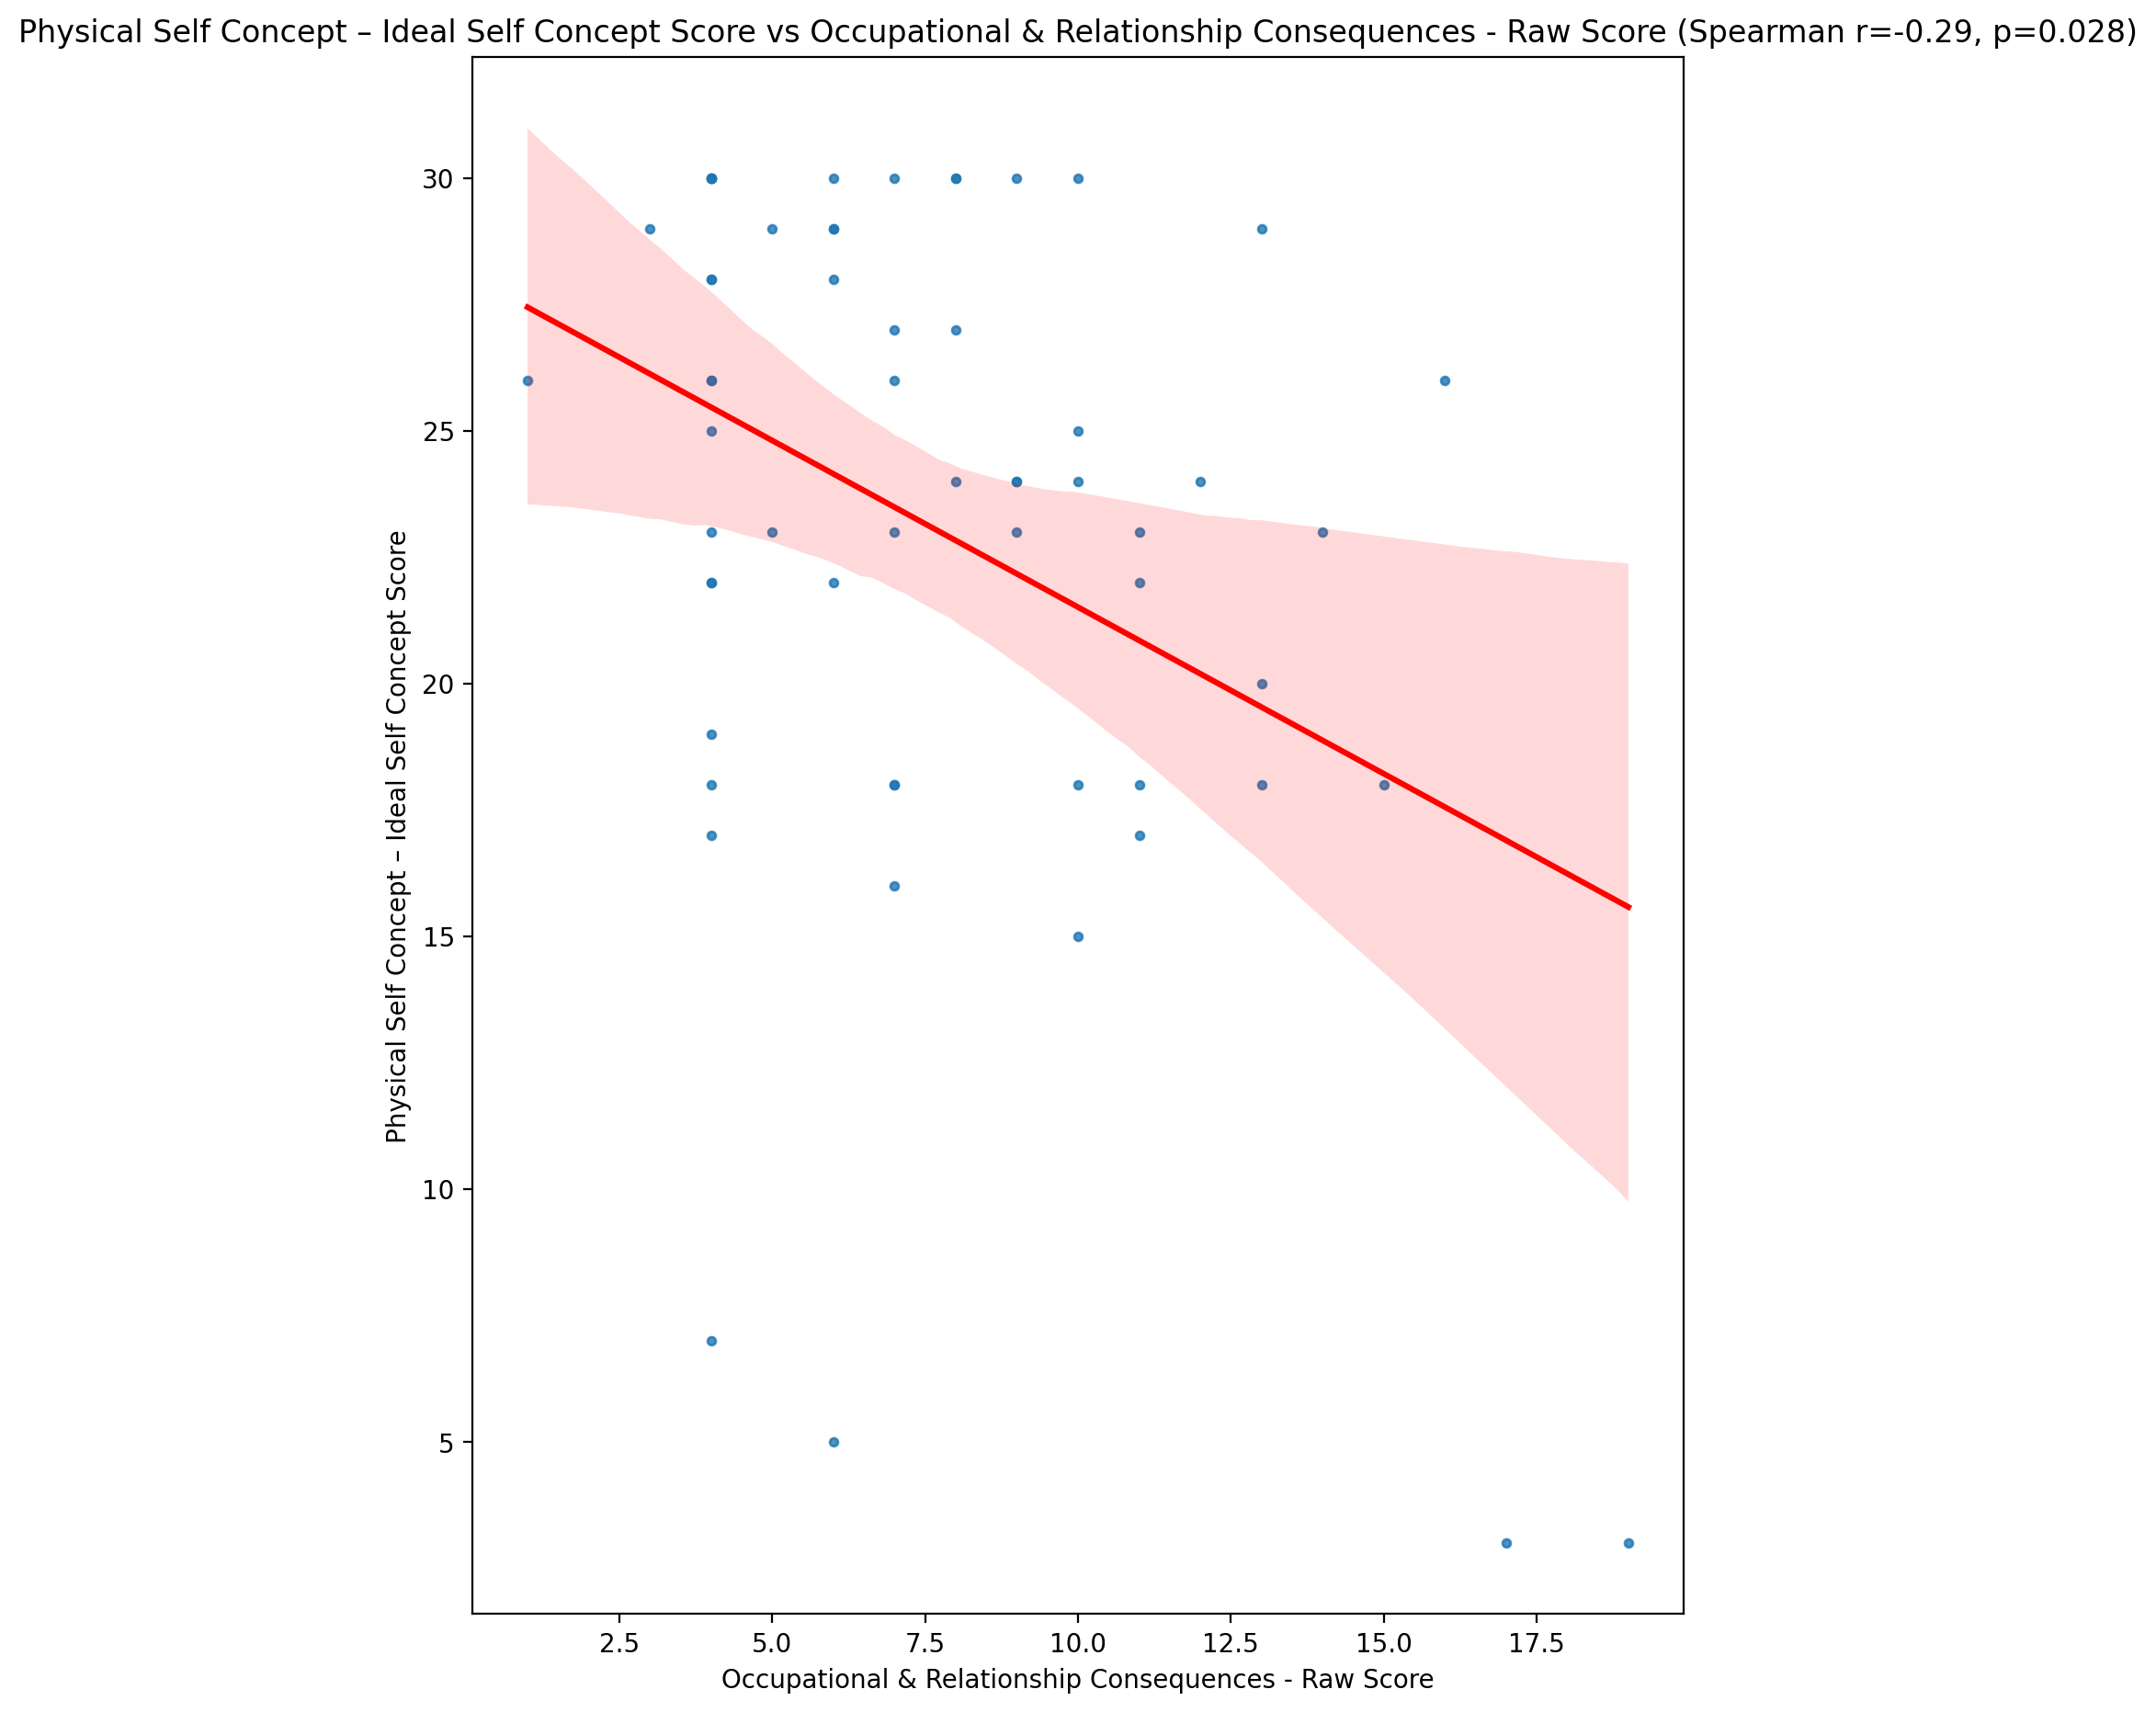 Physical Self Concept – Ideal Self Concept Score vs Occupational & Relationship Consequences - Raw Score (Spearman r=-0.29, p=0.028)
Physical Self Concept – Ideal Self Concept Score
30
25
20
15
10
5
2.5 5.0 7.5 10.0 12.5 15.0 17.5
Occupational & Relationship Consequences - Raw Score